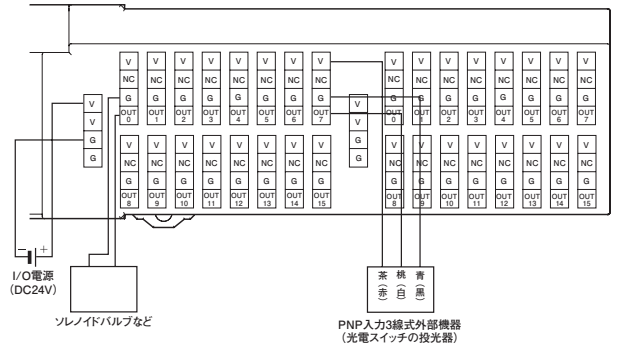 V V V V V V V V V V V V V V V V
NC NC NC NC NC NC NC NC NC NC NC NC NC NC NC NC
G G G G G G G G G G G G G G G G
OUT 0 OUT 1 OUT 2 OUT 3 OUT 4 OUT 5 OUT 6 OUT 7 OUT 0 OUT 1 OUT 2 OUT 3 OUT 4 OUT 5 OUT 6 OUT 7
V V
V V
G G
G G
V V V V V V V V V V V V V V V V
NC NC NC NC NC NC NC NC NC NC NC NC NC NC NC NC
G G G G G G G G G G G G G G G G
OUT 8 OUT 9 OUT 10 OUT 11 OUT 12 OUT 13 OUT 14 OUT 15 OUT 8 OUT 9 OUT 10 OUT 11 OUT 12 OUT 13 OUT 14 OUT 15
− +
I/O電源
(DC24V)
ソレノイドバルブなど
茶(赤) 桃(白) 青(黒)
PNP入力3線式外部機器
(光電スイッチの投光器)